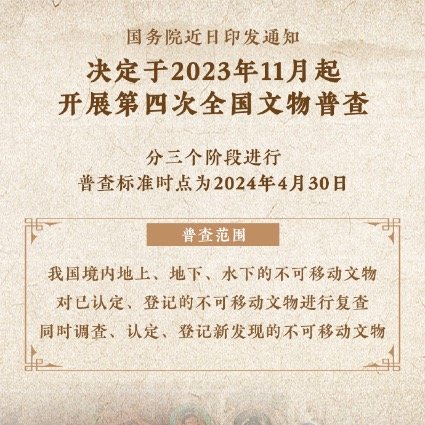 国务院近日印发通知
决定于2023年11月起
开展第四次全国文物普查
分三个阶段进行
普查标准时点为2024年4月30日
普查范围
我国境内地上、地下、水下的不可移动文物
对已认定、登记的不可移动文物进行复查
同时调查、认定、登记新发现的不可移动文物